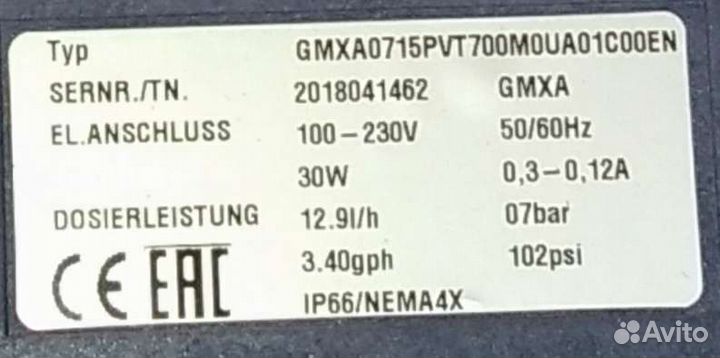 Typ GMXA0715PVT700M0UA01C00EN
SERNR./TN. 2018041462 GMXA
EL.ANSCHLUSS 100-230V 50/60Hz
30W 0,3-0,12A
DOSIERLEISTUNG 12.9l/h 07bar
3.40gph 102psi
CE EAC IP66/NEMA4X
Avito